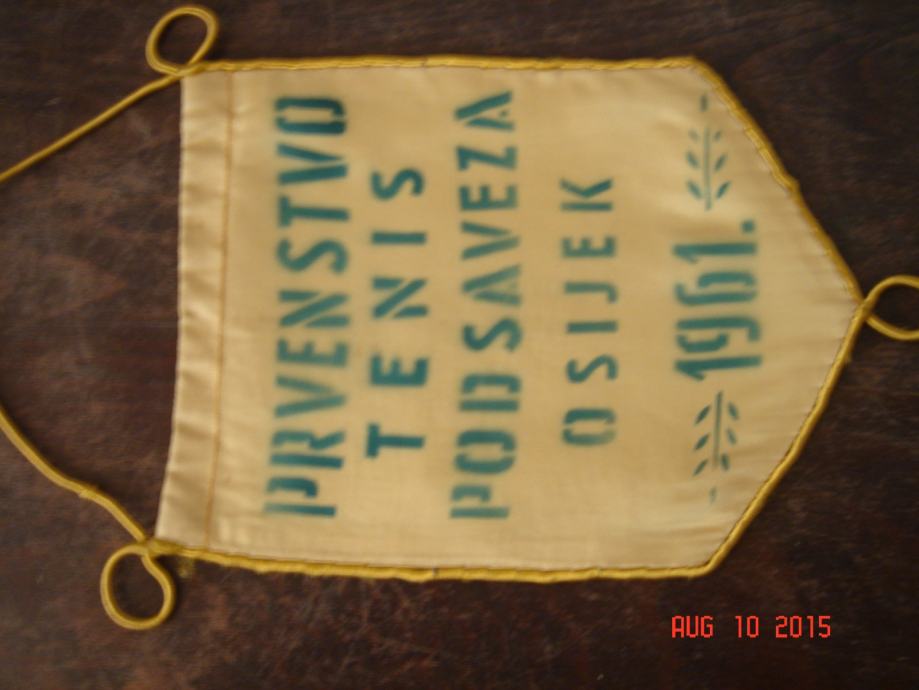 PRVENSTVO
TENIS
PODSAVEZA
OSIJEK
1961.
AUG 10 2015